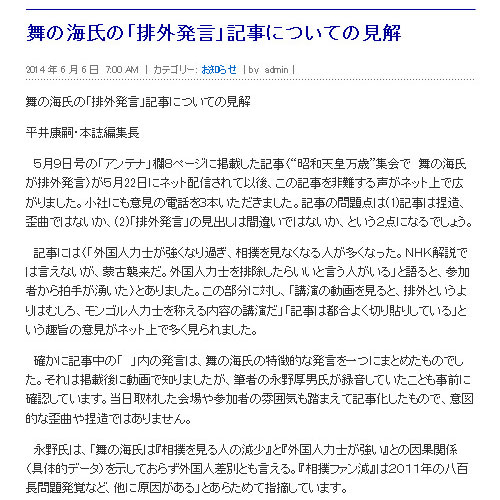 舞の海氏の「排外発言」記事についての見解
2014 年 6 月 6 日 7:00 AM | カテゴリー: お知らせ | by admin |
舞の海氏の「排外発言」記事についての見解
平井康嗣・本誌編集長
５月９日号の「アンテナ」欄８ページに掲載した記事〈“昭和天皇万歳”集会で　舞の海氏
が排外発言〉が５月22日にネット配信されて以後、この記事を非難する声がネット上で広
がりました。小社にも意見の電話を３本いただきました。記事の問題点は(1)記事は捏造、
歪曲ではないか、(2)「排外発言」の見出しは間違いではないか、という２点になるでしょう。
記事には〈「外国人力士が強くなり過ぎ、相撲を見なくなる人が多くなった。NHK解説で
は言えないが、蒙古襲来だ。外国人力士を排除したらいいと言う人がいる」と語ると、参加
者から拍手が湧いた〉とありました。この部分に対し、「講演の動画を見ると、排外というよ
りはむしろ、モンゴル人力士を称える内容の講演だ」「記事は都合よく切り貼りしている」と
いう趣旨の意見がネット上で多く見られました。
確かに記事中の「　」内の発言は、舞の海氏の特徴的な発言を一つにまとめたものでし
た。それは掲載後に動画で知りましたが、筆者の永野厚男氏が録音していたことも事前に
確認しています。当日取材した会場や参加者の雰囲気も踏まえて記事化したもので、意図
的な歪曲や捏造ではありません。
永野氏は、「舞の海氏は『相撲を見る人の減少』と『外国人力士が強い』との因果関係
（具体的データ）を示しておらず外国人差別とも言える。『相撲ファン減』は２０１１年の八百
長問題発覚など、他に原因がある」とあらためて指摘しています。